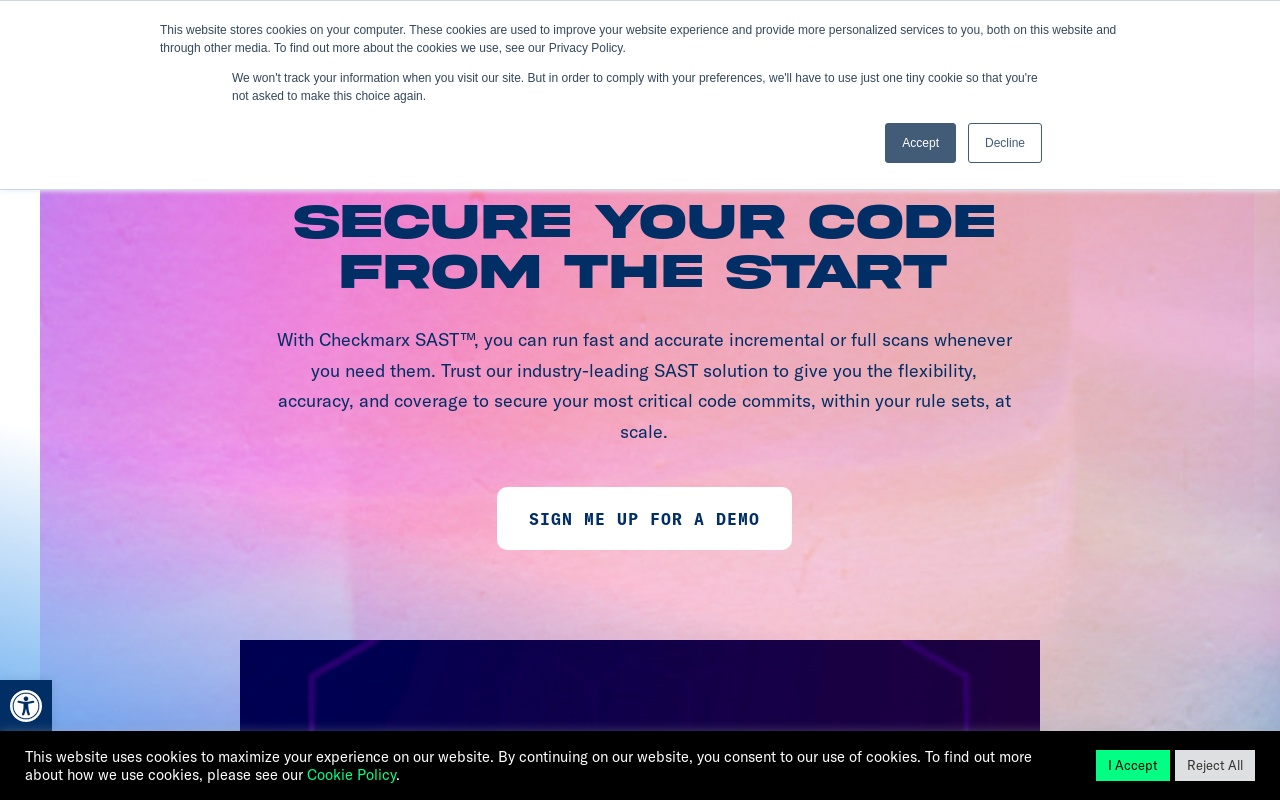 This website stores cookies on your computer. These cookies are used to improve your website experience and provide more personalized services to you, both on this website and
through other media. To find out more about the cookies we use, see our Privacy Policy.
We won't track your information when you visit our site. But in order to comply with your preferences, we'll have to use just one tiny cookie so that you're
not asked to make this choice again.
Accept
Decline
SECURE YOUR CODE
FROM THE START
With Checkmarx SAST™, you can run fast and accurate incremental or full scans whenever
you need them. Trust our industry-leading SAST solution to give you the flexibility,
accuracy, and coverage to secure your most critical code commits, within your rule sets, at
scale.
SIGN ME UP FOR A DEMO
This website uses cookies to maximize your experience on our website. By continuing on our website, you consent to our use of cookies. To find out more
about how we use cookies, please see our Cookie Policy.
I Accept
Reject All